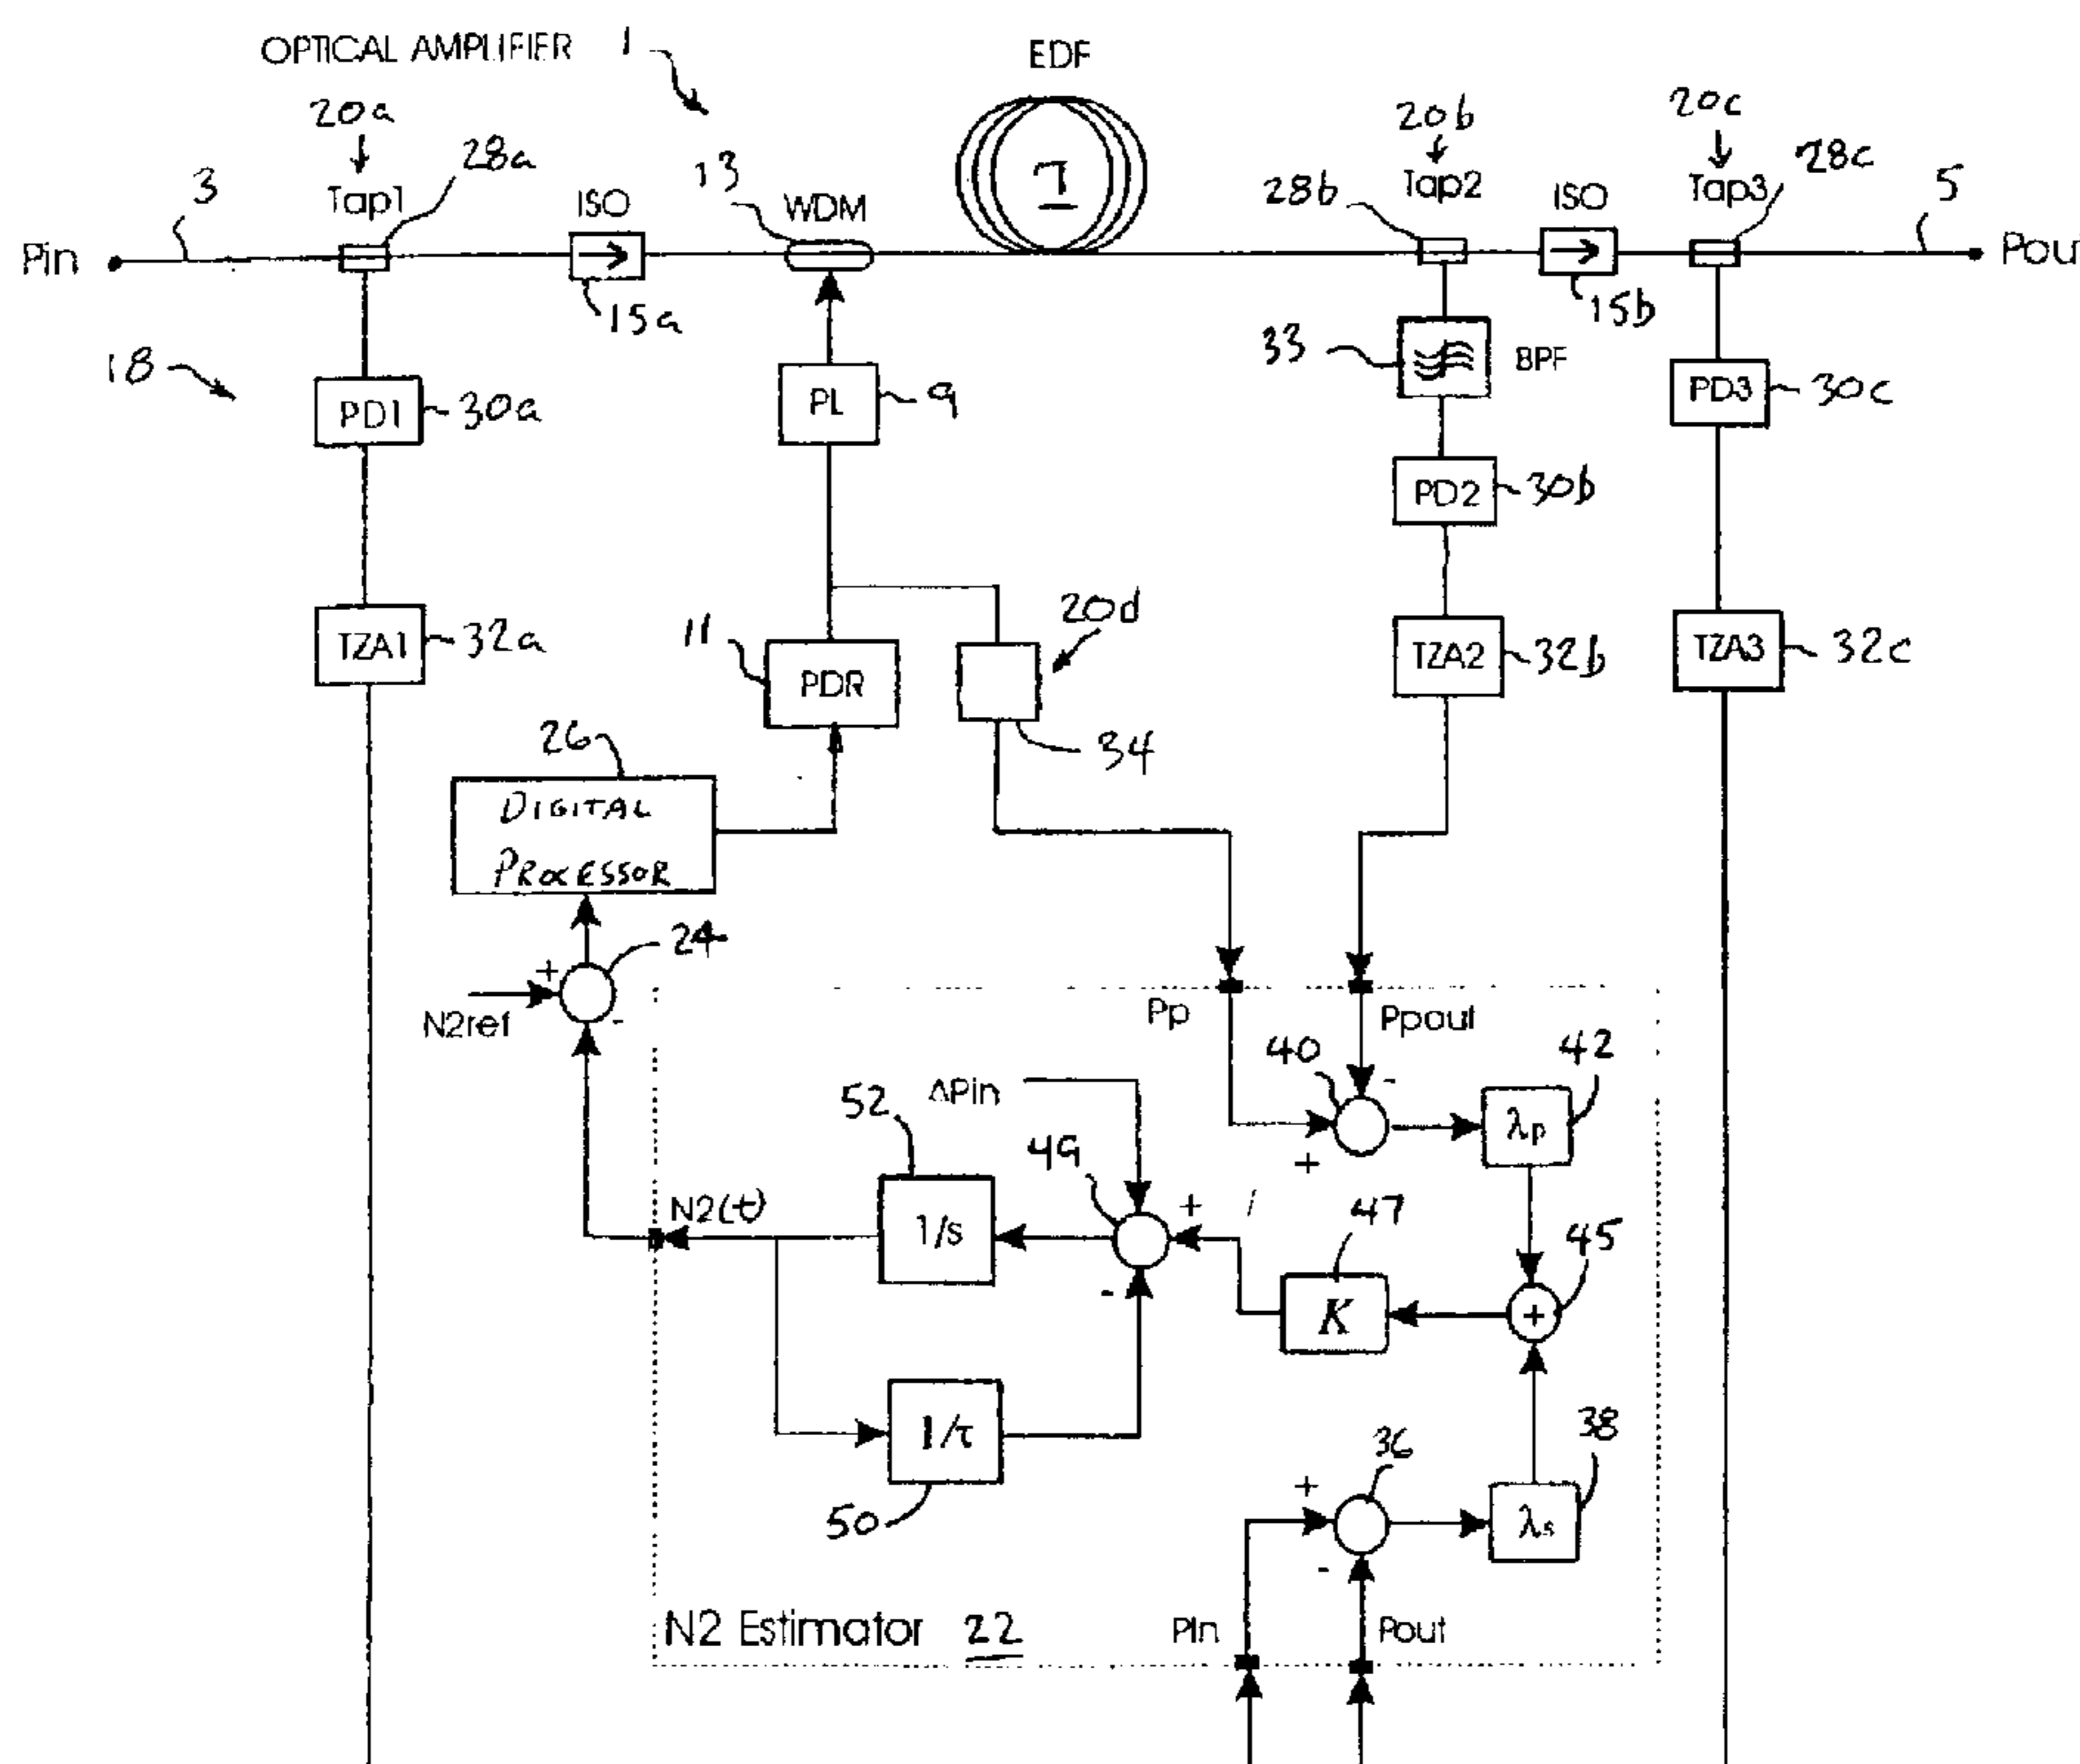 OPTICAL AMPLIFIER 1
EDF
20a
20b
20c
28a
28b
28c
Tap1
Tap2
Tap3
3
ISO
13
WDM
7
ISO
5
Pin
Pou
15a
15b
18
33
BPF
PD1 30a
PL 9
PD3 30c
PD2 30b
TZA1 32a
11
PDR
20d
TZA2 32b
TZA3 32c
34
26
DIGITAL
PROCESSOR
24
+
-
N2ref
Pp
Ppout
40
-
+
42
λp
ΔPin
52
49
+
-
N2(t)
1/s
47
K
45
+
1/τ
50
36
+
-
38
λs
N2 Estimator 22
Pin
Pout